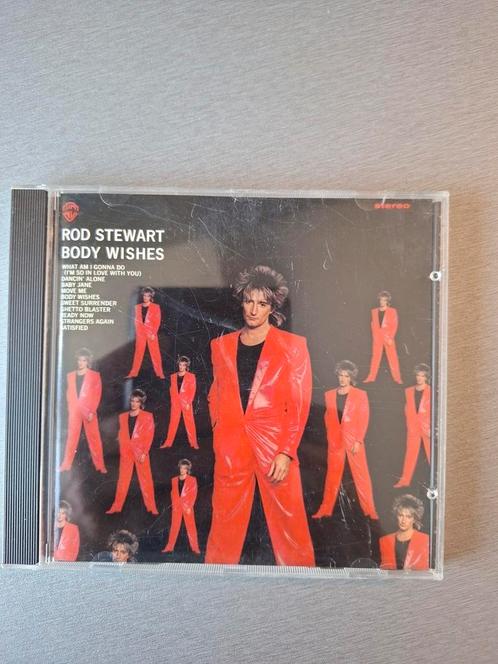 stereo
ROD STEWART
BODY WISHES
WHAT AM I GONNA DO
(I'M SO IN LOVE WITH YOU)
DANCIN' ALONE
BABY JANE
MOVE ME
BODY WISHES
SWEET SURRENDER
GHETTO BLASTER
READY NOW
STRANGERS AGAIN
SATISFIED